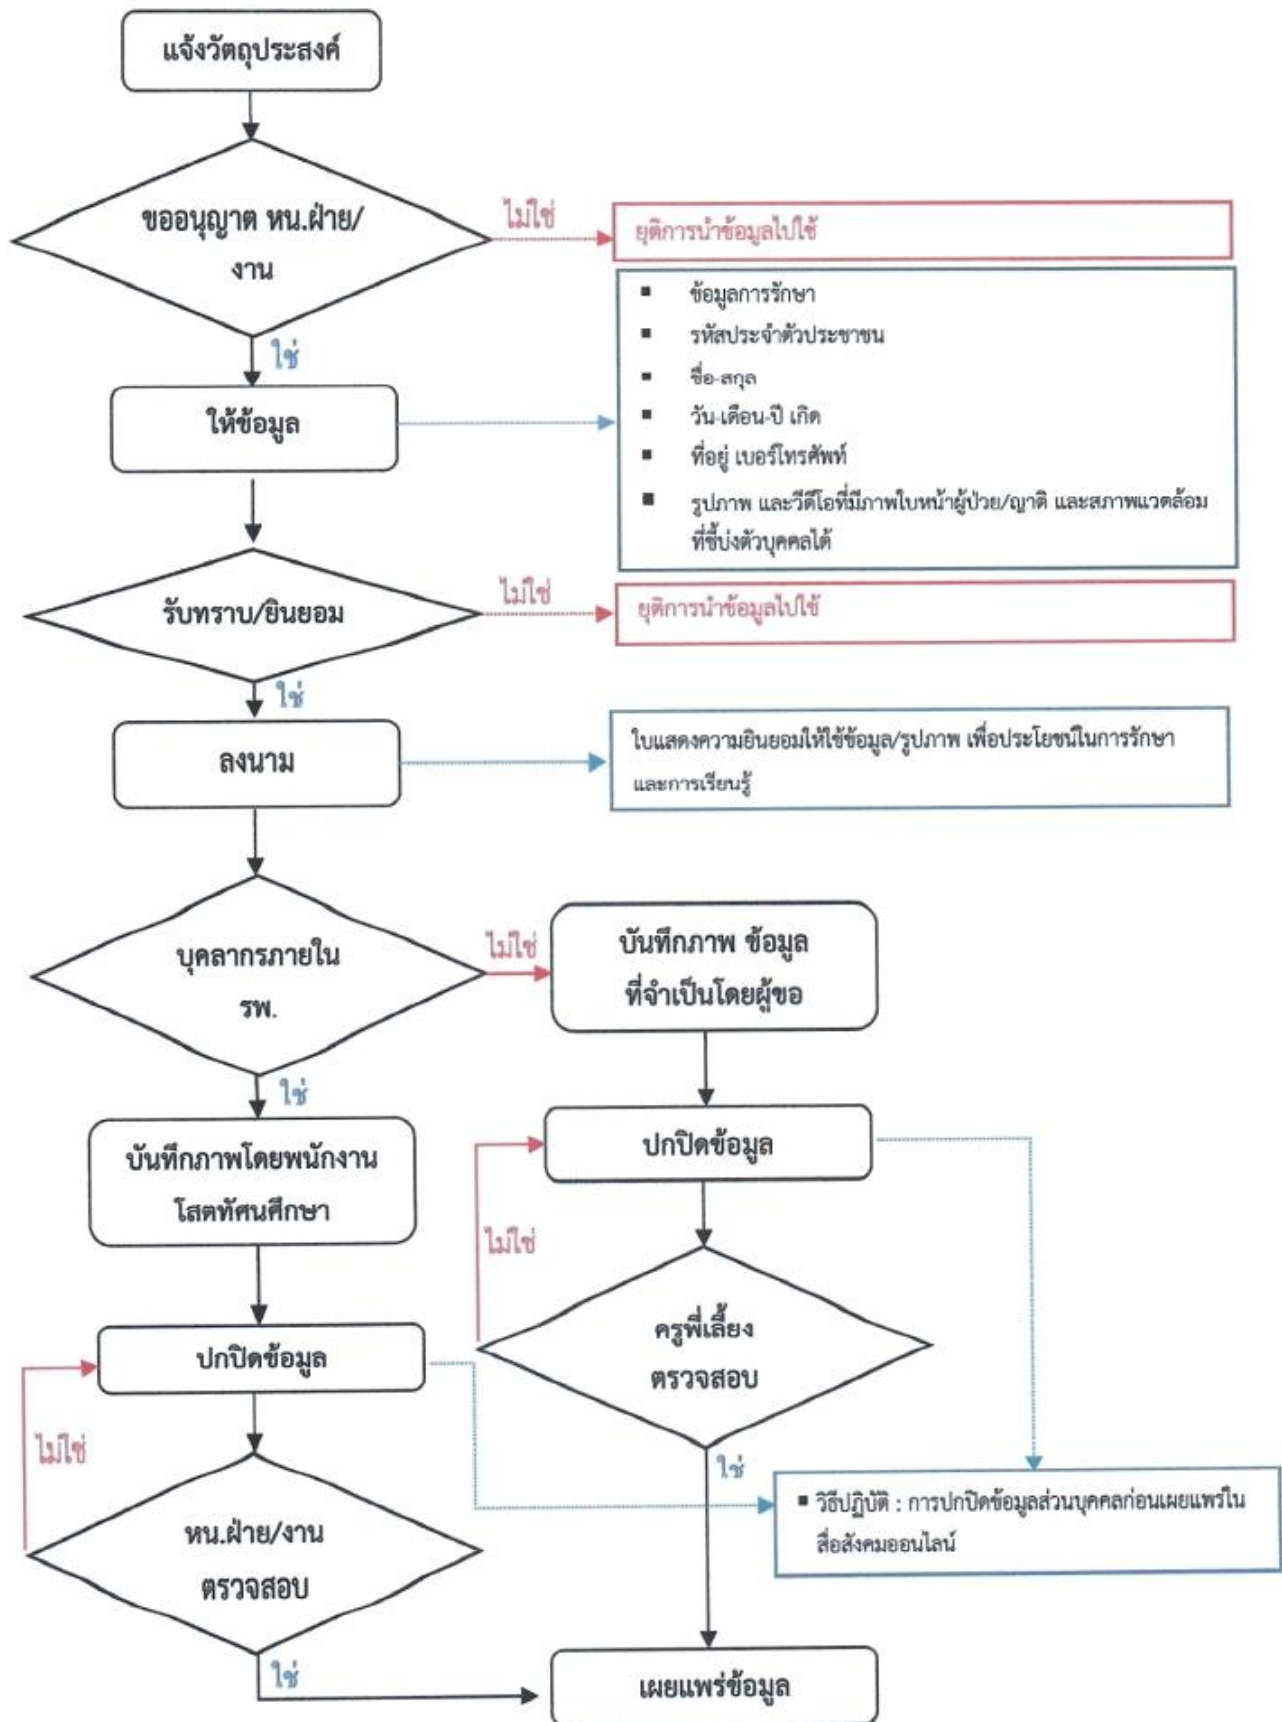 แจ้งวัตถุประสงค์
ขออนุญาต หน.ฝ่าย/
งาน
ไม่ใช่
ยุติการนำข้อมูลไปใช้
ใช่
▪ ข้อมูลการรักษา
▪ รหัสประจำตัวประชาชน
▪ ชื่อ-สกุล
▪ วัน-เดือน-ปี เกิด
▪ ที่อยู่ เบอร์โทรศัพท์
▪ รูปภาพ และวีดีโอที่มีภาพใบหน้าผู้ป่วย/ญาติ และสภาพแวดล้อม
ที่ชี้บ่งตัวบุคคลได้
ให้ข้อมูล
รับทราบ/ยินยอม
ไม่ใช่
ยุติการนำข้อมูลไปใช้
ใช่
ลงนาม
ใบแสดงความยินยอมให้ใช้ข้อมูล/รูปภาพ เพื่อประโยชน์ในการรักษา
และการเรียนรู้
บุคลากรภายใน
รพ.
ไม่ใช่
บันทึกภาพ ข้อมูล
ที่จำเป็นโดยผู้ขอ
ใช่
บันทึกภาพโดยพนักงาน
โสตทัศนศึกษา
ปกปิดข้อมูล
ไม่ใช่
ครูพี่เลี้ยง
ตรวจสอบ
ใช่
ปกปิดข้อมูล
ไม่ใช่
หน.ฝ่าย/งาน
ตรวจสอบ
ใช่
▪ วิธีปฏิบัติ : การปกปิดข้อมูลส่วนบุคคลก่อนเผยแพร่ใน
สื่อสังคมออนไลน์
เผยแพร่ข้อมูล